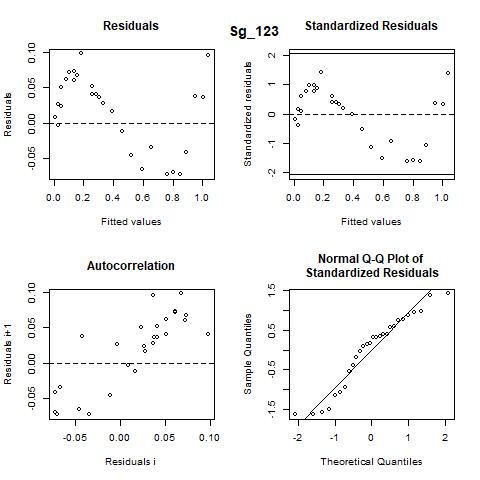 Sg_123
Residuals
Residuals
0.10
0.05
0.00
-0.05
0.0 0.2 0.4 0.6 0.8 1.0
Fitted values
Standardized Residuals
Standardized residuals
2
1
0
-1
-2
0.0 0.2 0.4 0.6 0.8 1.0
Fitted values
Autocorrelation
Residuals i+1
0.10
0.05
0.00
-0.05
-0.05 0.00 0.05 0.10
Residuals i
Normal Q-Q Plot of
Standardized Residuals
Sample Quantiles
1.5
0.5
-0.5
-1.5
-2 -1 0 1 2
Theoretical Quantiles